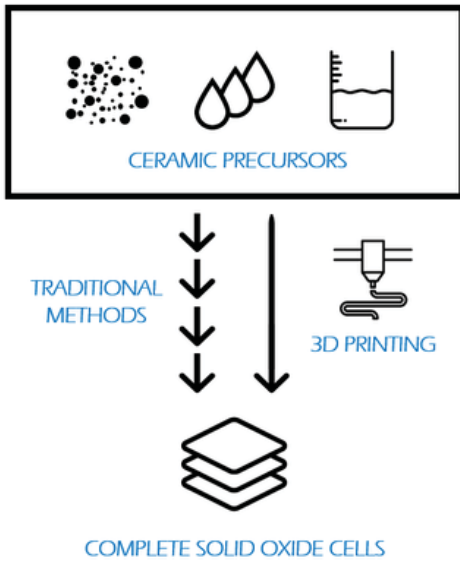 CERAMIC PRECURSORS
TRADITIONAL
METHODS
3D PRINTING
COMPLETE SOLID OXIDE CELLS